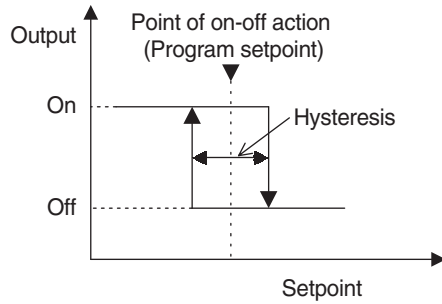 Output
Point of on-off action
(Program setpoint)
On
Hysteresis
Off
Setpoint